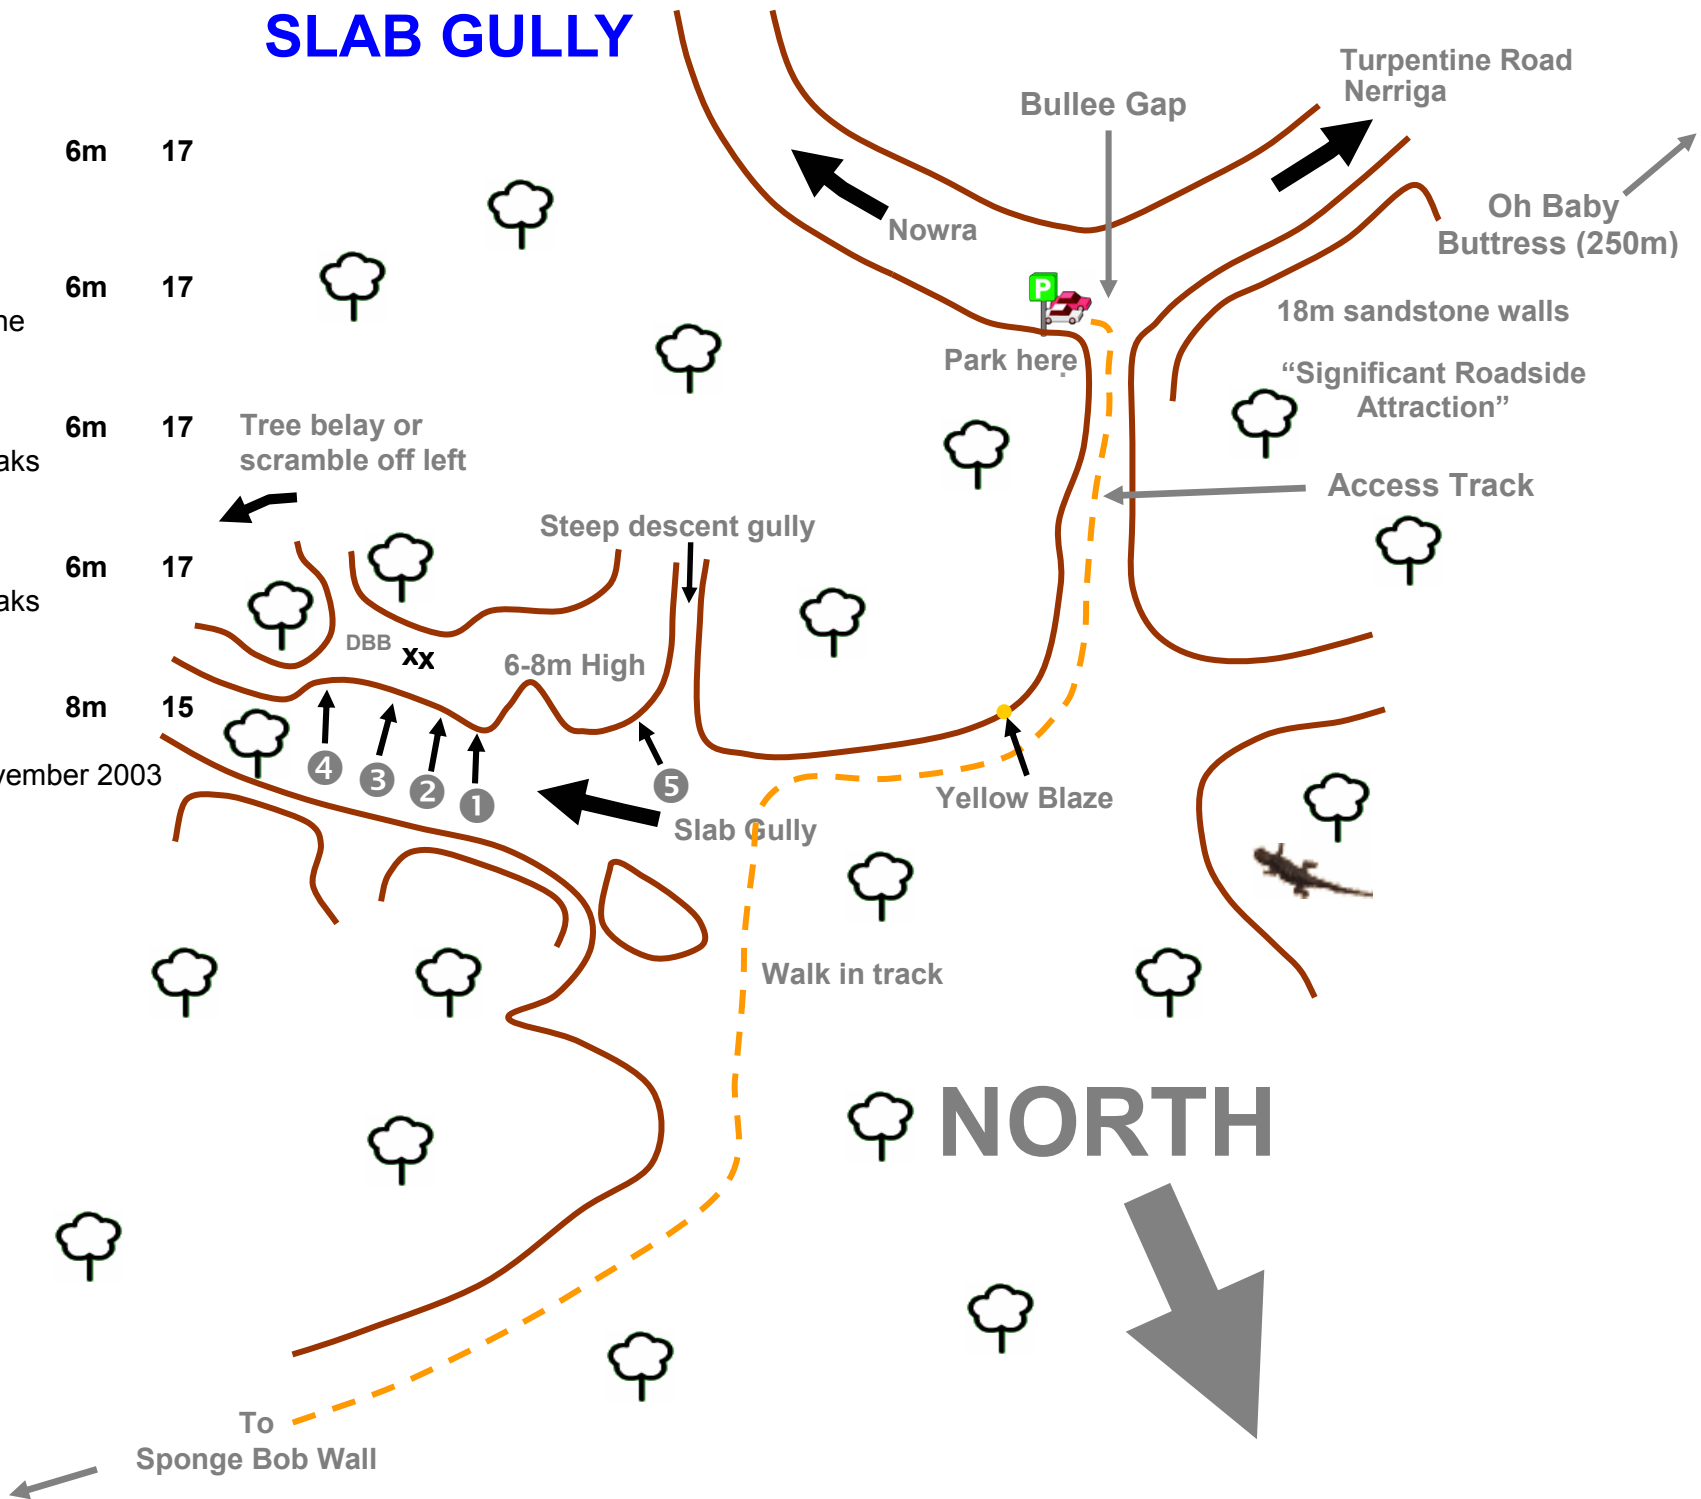 SLAB GULLY
Turpentine Road
Nerriga
Bullee Gap
6m 17
Oh Baby
Buttress (250m)
Nowra
P
6m 17
18m sandstone walls
Park here
"Significant Roadside
Attraction"
6m 17
Tree belay or
scramble off left
Access Track
Steep descent gully
6m 17
DBB
xx
6-8m High
8m 15
4
3
2
1
5
2003
Yellow Blaze
Slab Gully
Walk in track
NORTH
To
Sponge Bob Wall